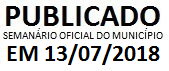 PUBLICADO
SEMANÁRIO OFICIAL DO MUNICÍPIO
EM 13/07/2018